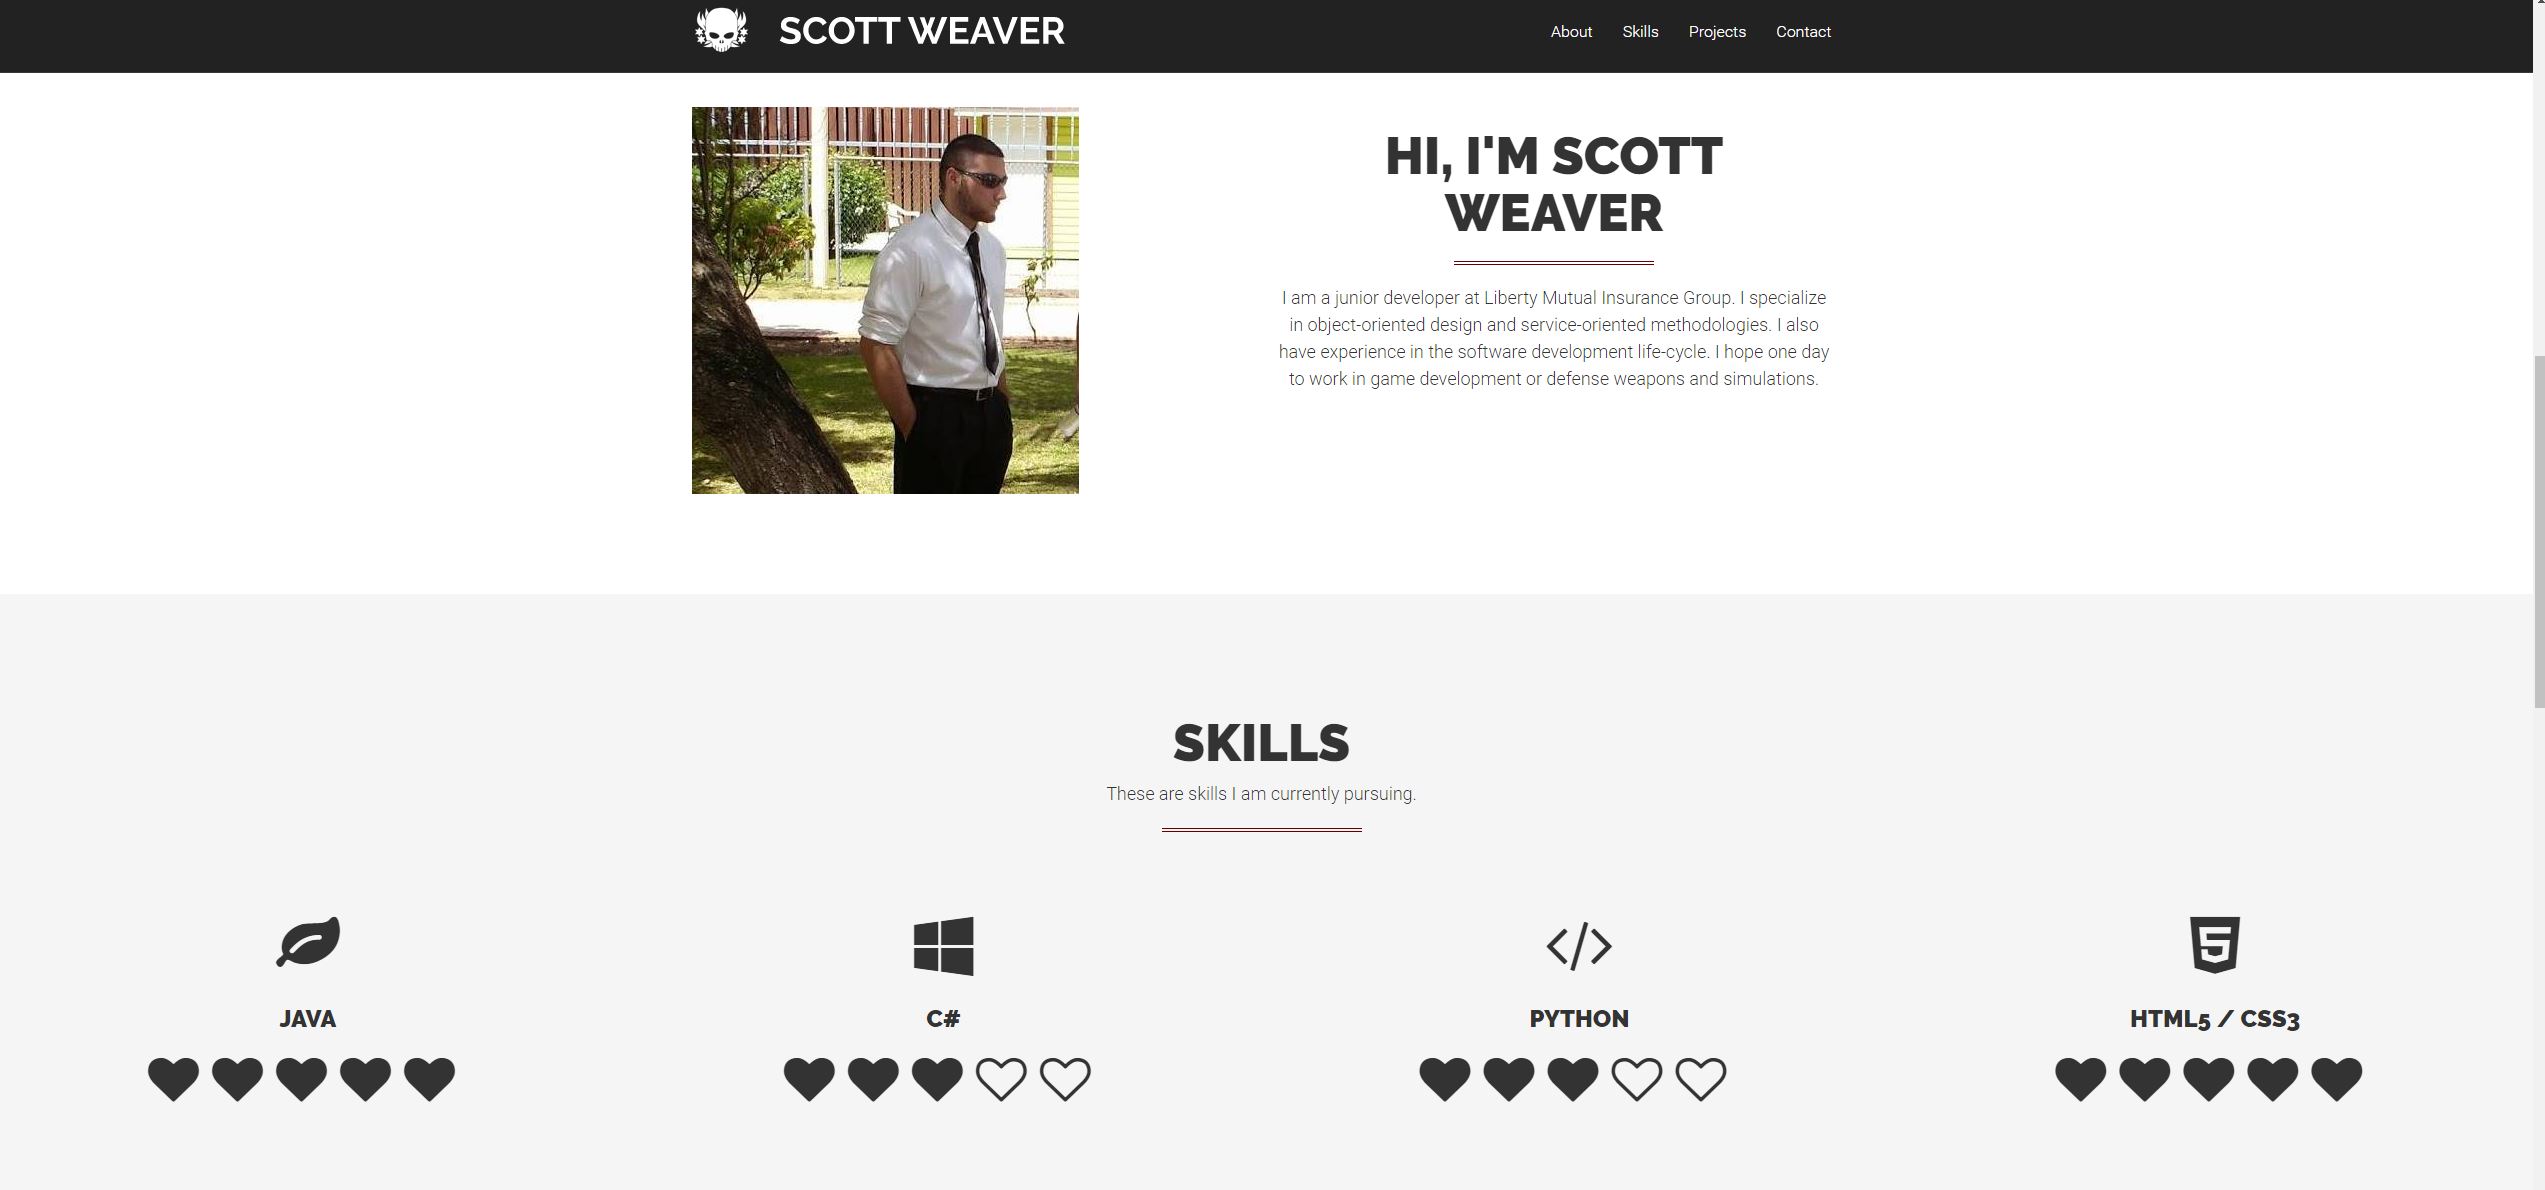 SCOTT WEAVER
About Skills Projects Contact
HI, I'M SCOTT
WEAVER
I am a junior developer at Liberty Mutual Insurance Group. I specialize
in object-oriented design and service-oriented methodologies. I also
have experience in the software development life-cycle. I hope one day
to work in game development or defense weapons and simulations.
SKILLS
These are skills I am currently pursuing.
JAVA
C#
PYTHON
HTML5 / CSS3